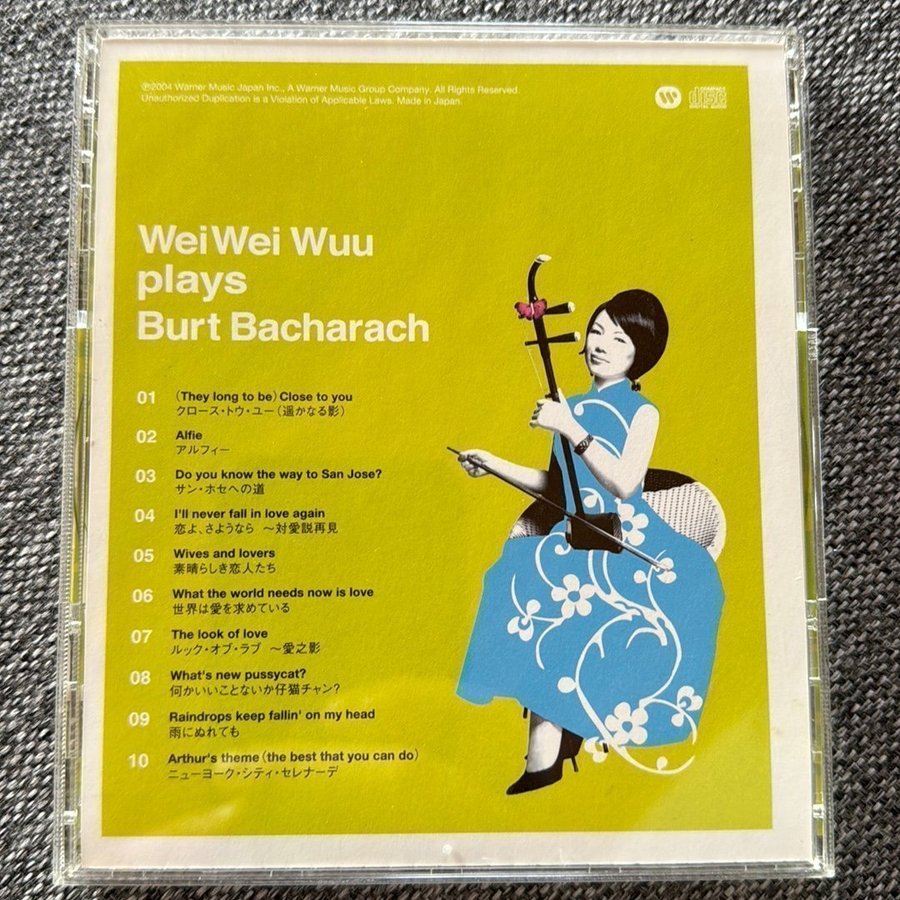 ℗2004 Warner Music Japan Inc., A Warner Music Group Company. All Rights Reserved.
Unauthorized Duplication is a Violation of Applicable Laws. Made in Japan.
COMPACT
disc
DIGITAL AUDIO
WeiWei Wuu
plays
Burt Bacharach
01 (They long to be) Close to you
クロース・トゥ・ユー(遥かなる影)
02 Alfie
アルフィー
03 Do you know the way to San Jose?
サン・ホセへの道
04 I'll never fall in love again
恋よ、さようなら ～対愛説再見
05 Wives and lovers
素晴らしき恋人たち
06 What the world needs now is love
世界は愛を求めている
07 The look of love
ルック・オブ・ラブ ～愛之影
08 What's new pussycat?
何かいいことないか仔猫チャン?
09 Raindrops keep fallin' on my head
雨にぬれても
10 Arthur's theme (the best that you can do)
ニューヨーク・シティ・セレナーデ